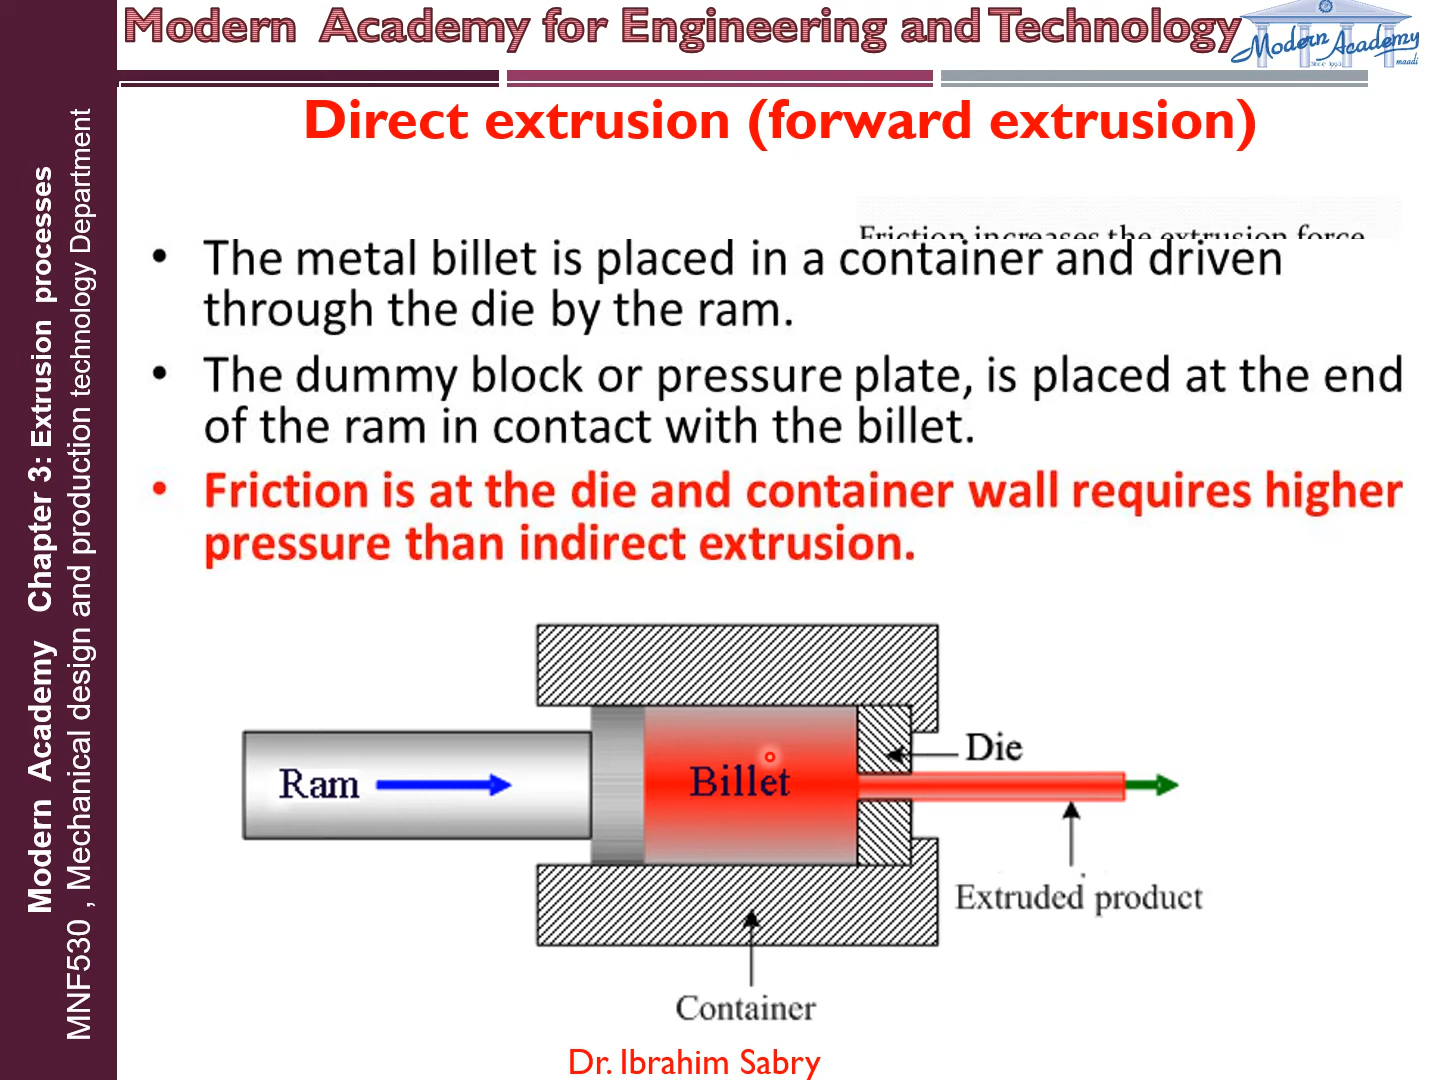 Modern Academy for Engineering and Technology
Modern Academy
Since 1993
maadi
Direct extrusion (forward extrusion)
Friction increases the extrusion force
• The metal billet is placed in a container and driven
through the die by the ram.
• The dummy block or pressure plate, is placed at the end
of the ram in contact with the billet.
• Friction is at the die and container wall requires higher
pressure than indirect extrusion.
Ram
Billet
Die
Extruded product
Container
Dr. Ibrahim Sabry
Modern Academy Chapter 3: Extrusion processes
MNF530 , Mechanical design and production technology Department